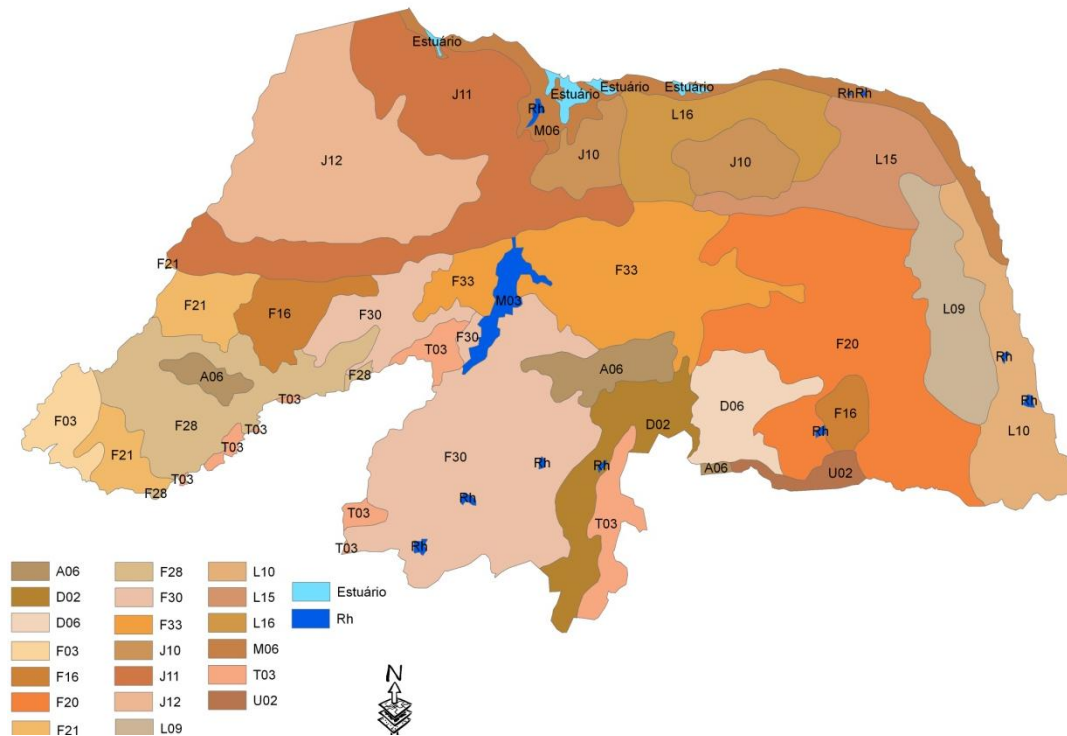 Estuário
J11
Estuário
Estuário
Estuário
RhRh
Rh
M06
L16
J12
J10
J10
L15
F21
F33
F33
M03
F21
F16
F30
F30
L09
T03
F20
Rh
A06
F28
A06
T03
D06
Rh
F03
F28
T03
D02
F16
L10
T03
F21
F30
Rh
Rh
Rh
A06
U02
T03
F28
Rh
T03
T03
Rh
T03
A06
D02
D06
F03
F16
F20
F21
F28
F30
F33
J10
J11
J12
L09
L10
L15
L16
M06
T03
U02
Estuário
Rh
N